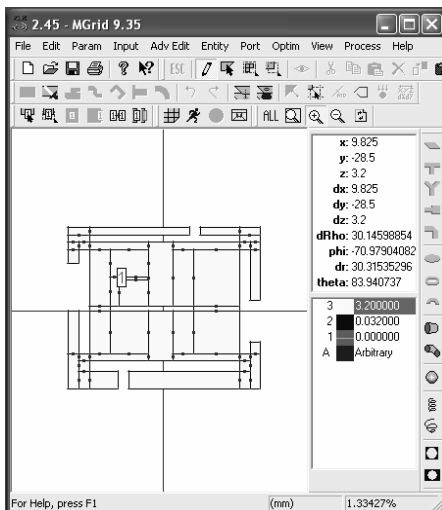 2.45 - MGrid 9.35
File Edit Param Input Adv Edit Entity Port Optim View Process Help
ESC
ALL
x: 9.825
y: -28.5
z: 3.2
dx: 9.825
dy: -28.5
dz: 3.2
dRho: 30.14598854
phi: -70.97904082
dr: 30.31535296
theta: 83.940737
1
3 3.200000
2 0.032000
1 0.000000
A Arbitrary
For Help, press F1 (mm) 1.33427%